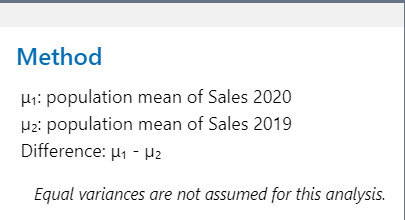 Method
μ₁: population mean of Sales 2020
µ₂: population mean of Sales 2019
Difference: μ₁ - µ₂
Equal variances are not assumed for this analysis.